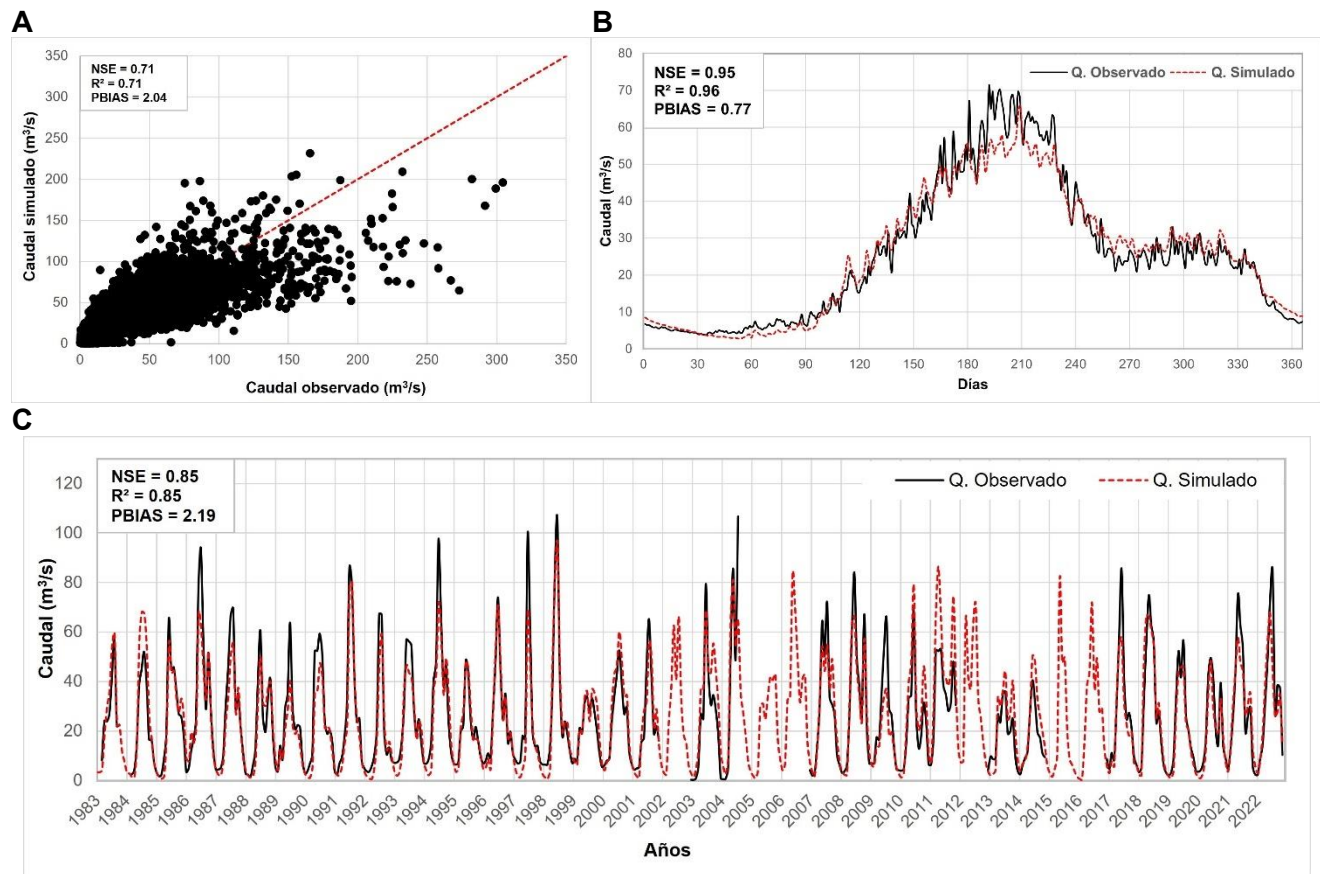 A
NSE = 0.71
R² = 0.71
PBIAS = 2.04
Caudal simulado (m³/s)
350
300
250
200
150
100
50
0
0 50 100 150 200 250 300 350
Caudal observado (m³/s)
B
NSE = 0.95
R² = 0.96
PBIAS = 0.77
Q. Observado Q. Simulado
Caudal (m³/s)
80
70
60
50
40
30
20
10
0
0 30 60 90 120 150 180 210 240 270 300 330 360
Días
C
NSE = 0.85
R² = 0.85
PBIAS = 2.19
Q. Observado Q. Simulado
Caudal (m³/s)
120
100
80
60
40
20
0
1983 1984 1985 1986 1987 1988 1989 1990 1991 1992 1993 1994 1995 1996 1997 1998 1999 2000 2001 2002 2003 2004 2005 2006 2007 2008 2009 2010 2011 2012 2013 2014 2015 2016 2017 2018 2019 2020 2021 2022
Años